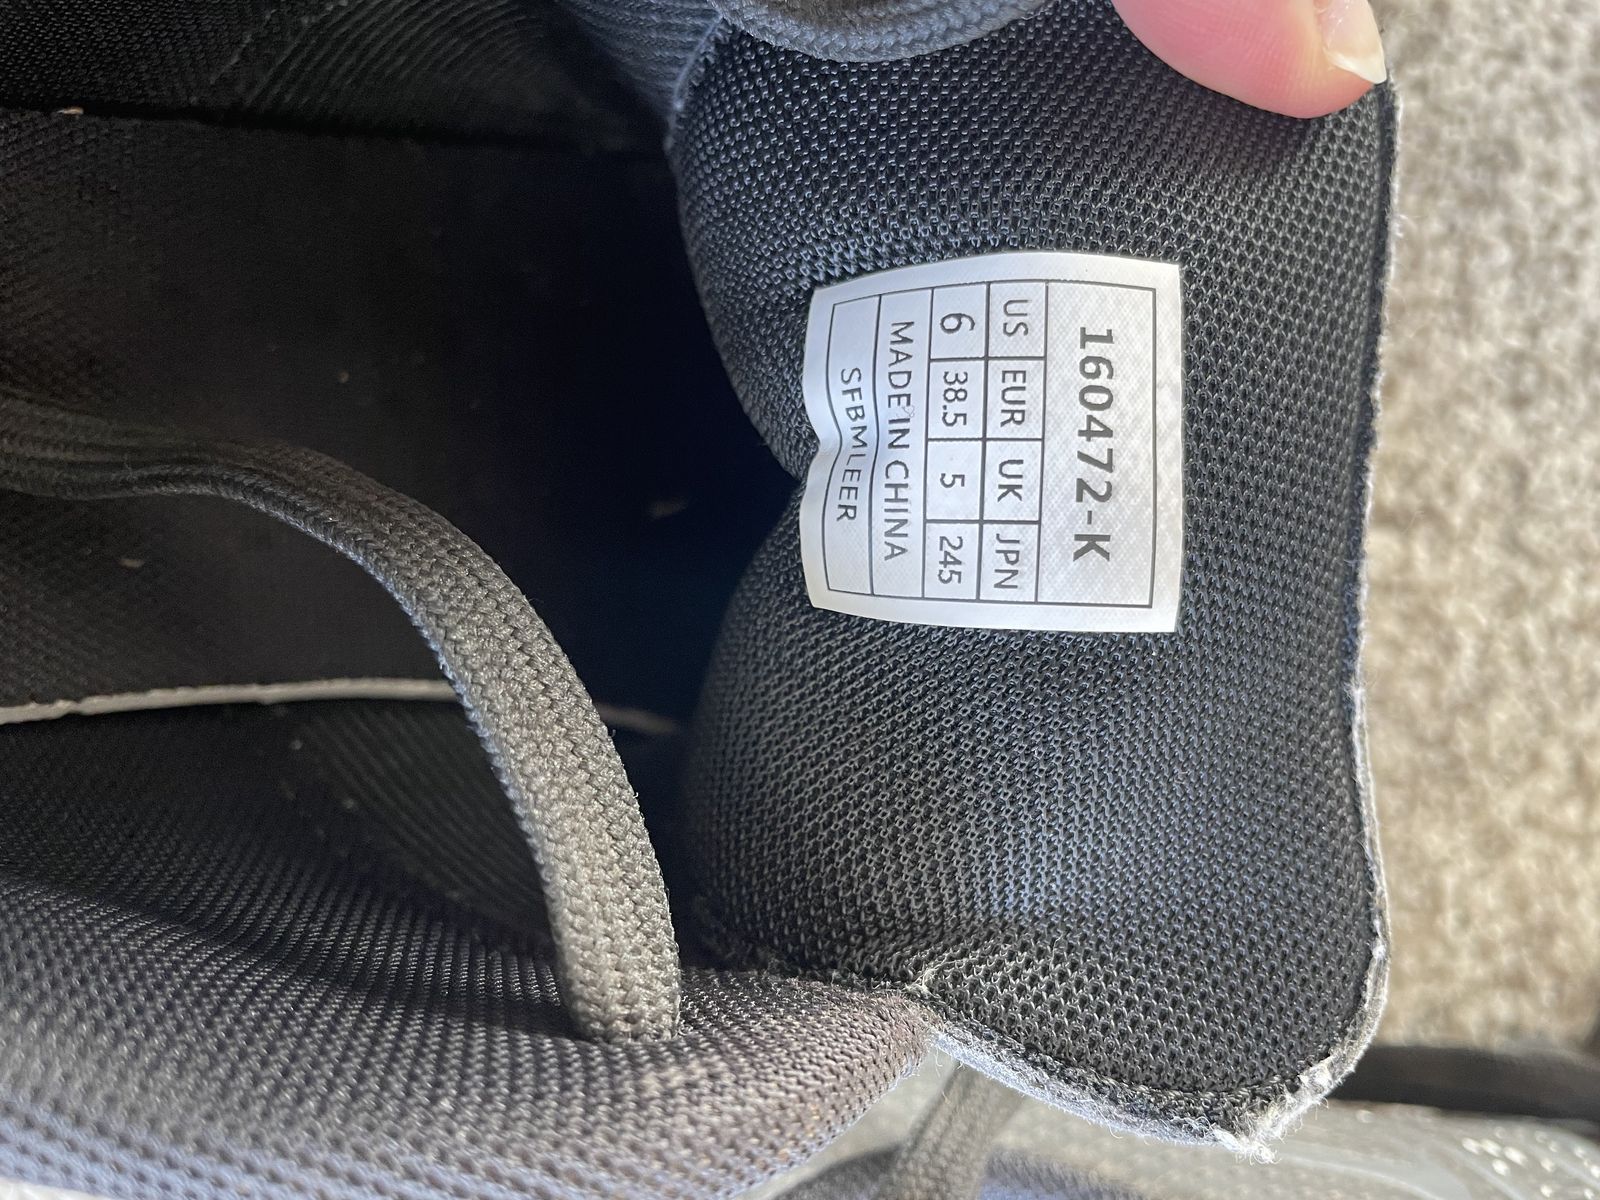 160472-K
US EUR UK JPN
6 38.5 5 245
MADE IN CHINA
SFBMLEER